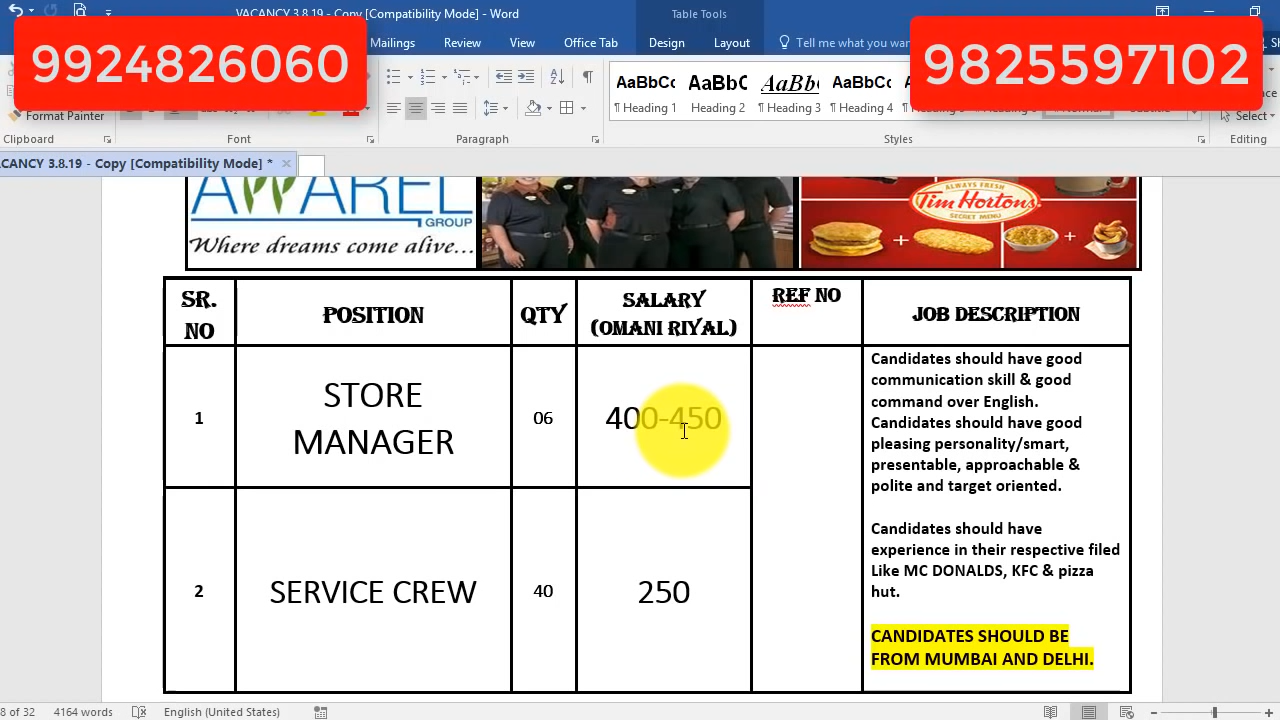 VACANCY 3.8.19 - Copy [Compatibility Mode] - Word
Table Tools
9924826060
9825597102
Mailings
Review
View
Office Tab
Design
Layout
Tell me what you want
AaBbCc
AaBbC
AaBbC
AaBbCc
¶ Heading 1
Heading 2
¶ Heading 3
¶ Heading 4
Format Painter
Select
Clipboard
Font
Paragraph
Styles
Editing
CANCY 3.8.19 - Copy [Compatibility Mode] *
APPAREL
GROUP
Where dreams come alive...
ALWAYS FRESH
Tim Hortons
SECRET MENU
SR. NO
POSITION
QTY
SALARY
(OMANI RIYAL)
REF NO
JOB DESCRIPTION
1
STORE
MANAGER
06
400-450
Candidates should have good
communication skill & good
command over English.
Candidates should have good
pleasing personality/smart,
presentable, approachable &
polite and target oriented.
Candidates should have
experience in their respective filed
Like MC DONALDS, KFC & pizza
hut.
CANDIDATES SHOULD BE
FROM MUMBAI AND DELHI.
2
SERVICE CREW
40
250
8 of 32
4164 words
English (United States)